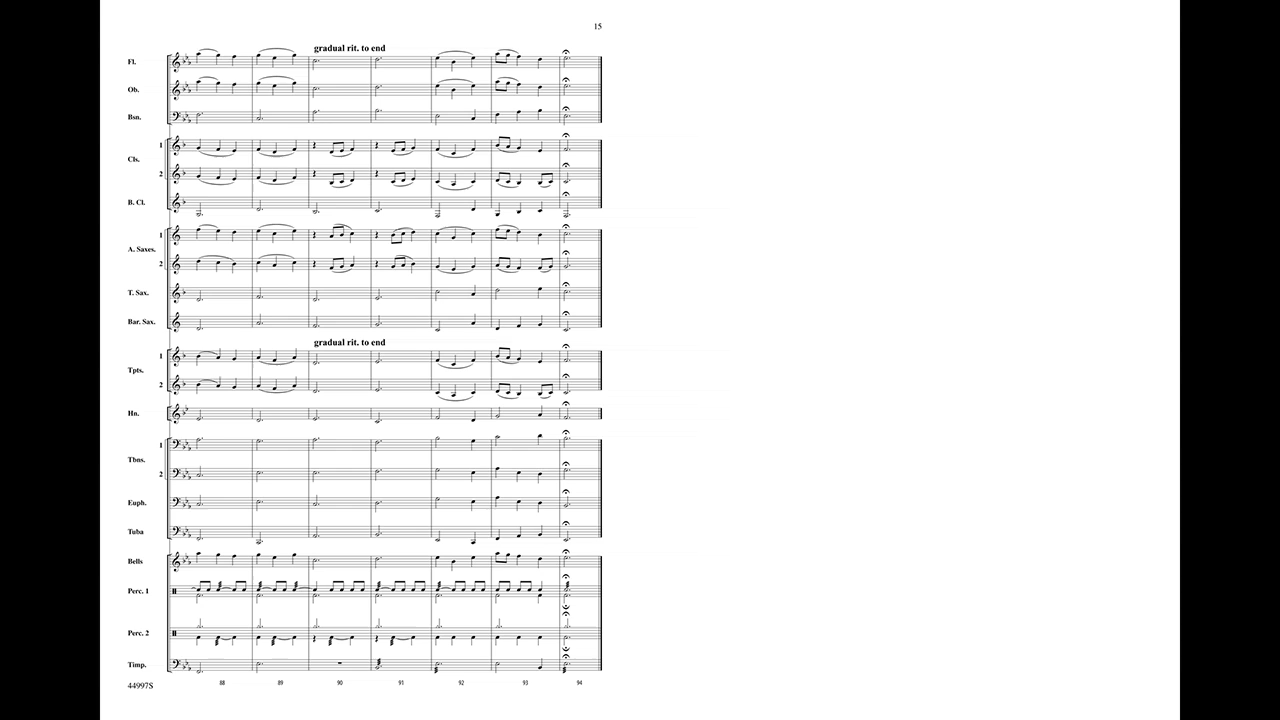 15
gradual rit. to end
Fl.
Ob.
Bsn.
1
Cls.
2
B. Cl.
1
A. Saxes.
2
T. Sax.
Bar. Sax.
gradual rit. to end
1
Tpts.
2
Hn.
1
Tbns.
2
Euph.
Tuba
Bells
Perc. 1
Perc. 2
Timp.
44997S 88 89 90 91 92 93 94